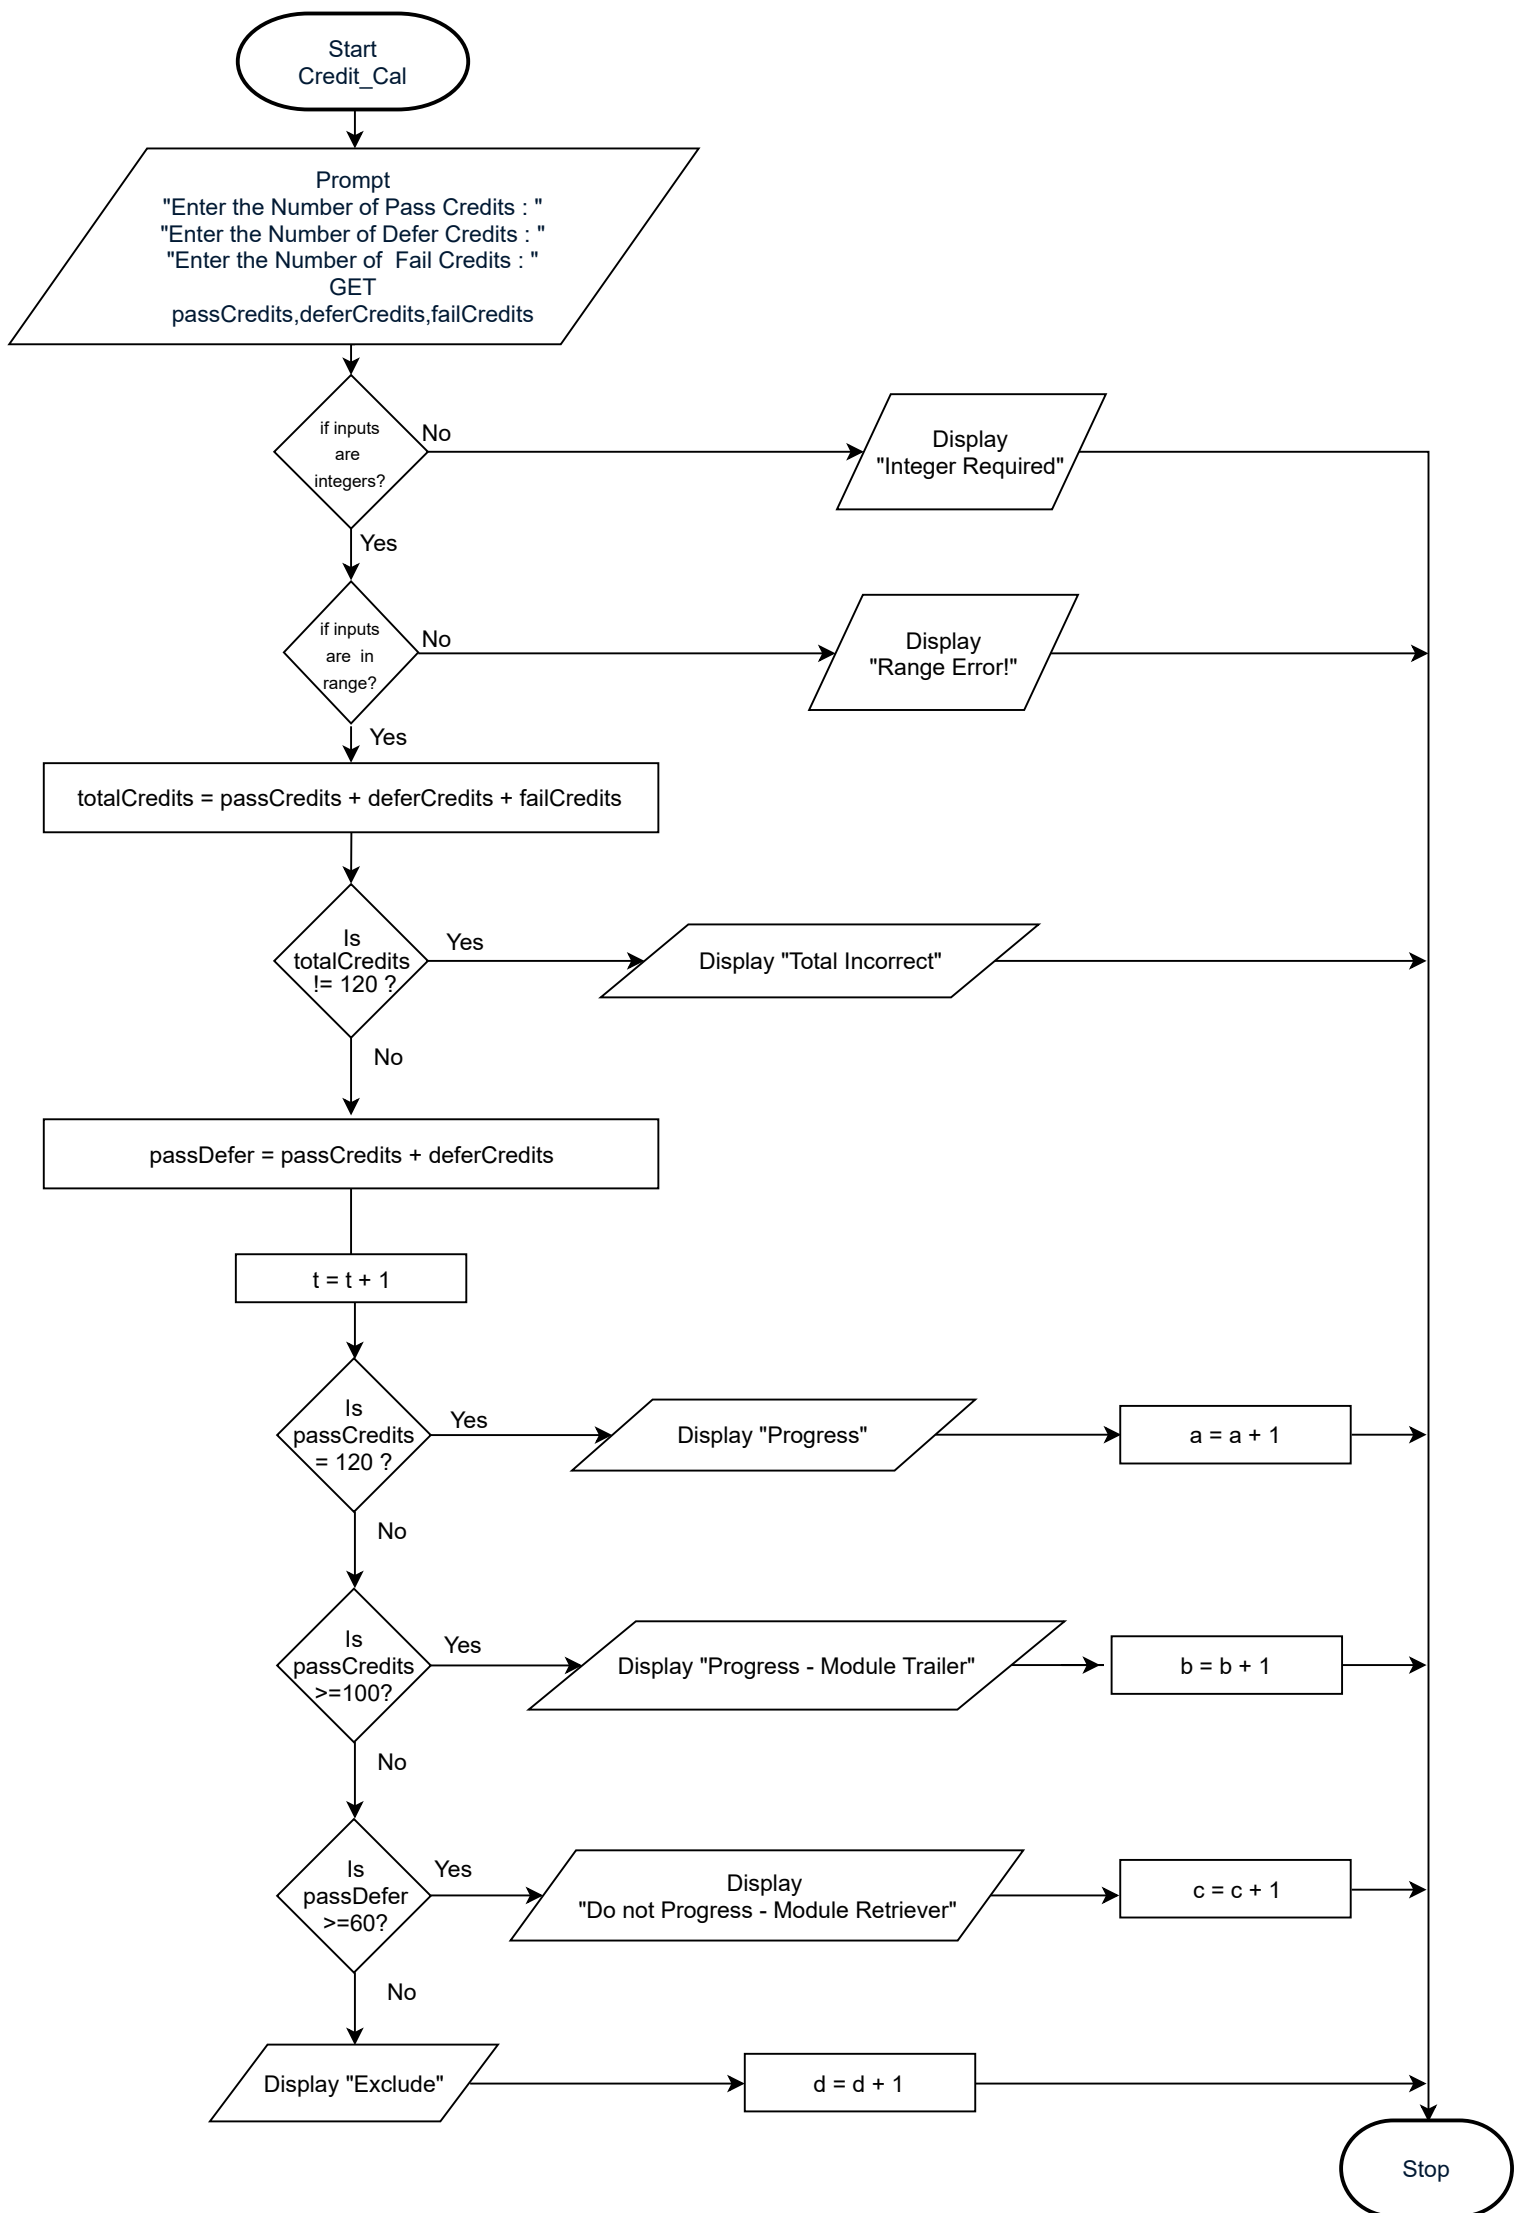 Start
Credit_Cal
Prompt
"Enter the Number of Pass Credits : "
"Enter the Number of Defer Credits : "
"Enter the Number of  Fail Credits : "
GET
passCredits,deferCredits,failCredits
if inputs
are
integers?
No
Display
"Integer Required"
Yes
if inputs
are  in
range?
No
Display
"Range Error!"
Yes
totalCredits = passCredits + deferCredits + failCredits
Is
totalCredits
!= 120 ?
Yes
Display "Total Incorrect"
No
passDefer = passCredits + deferCredits
t = t + 1
Is
passCredits
= 120 ?
Yes
Display "Progress"
a = a + 1
No
Is
passCredits
>=100?
Yes
Display "Progress - Module Trailer"
b = b + 1
No
Is
passDefer
>=60?
Yes
Display
"Do not Progress - Module Retriever"
c = c + 1
No
Display "Exclude"
d = d + 1
Stop